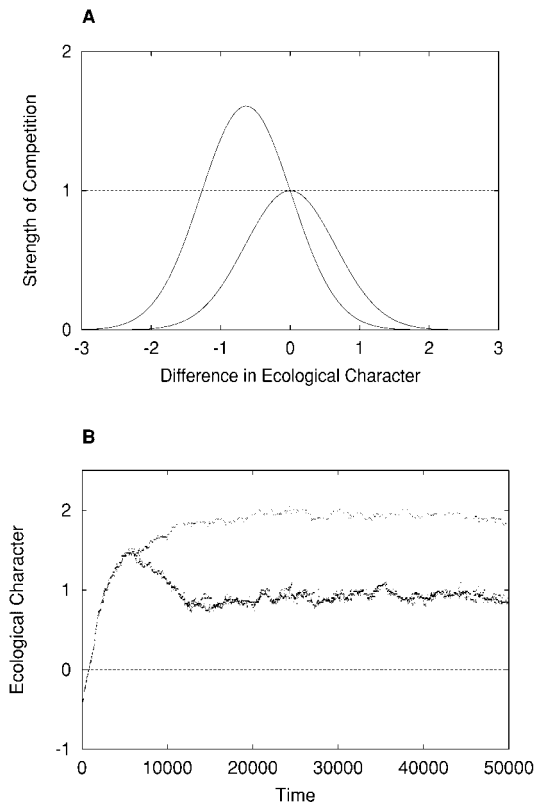 A
2
1
0
-3 -2 -1 0 1 2 3
Strength of Competition
Difference in Ecological Character
B
2
1
0
-1
0 10000 20000 30000 40000 50000
Ecological Character
Time